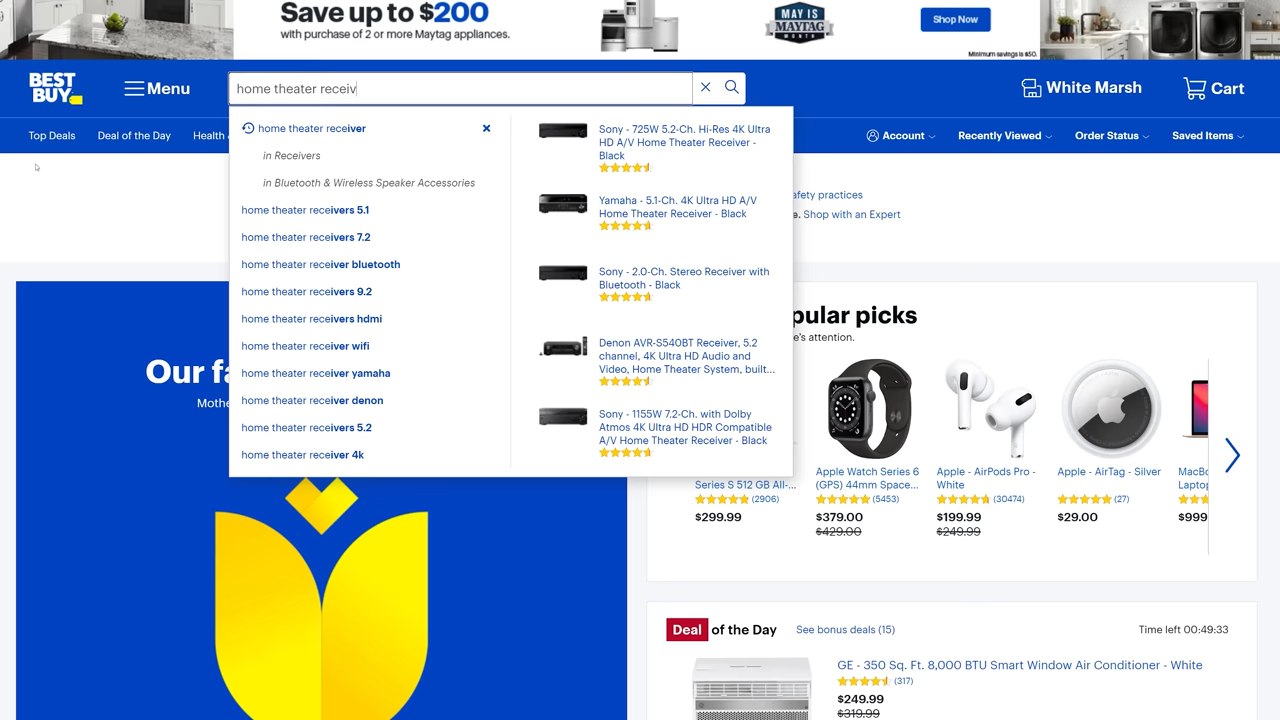 Save up to $200
with purchase of 2 or more Maytag appliances.
MAY IS
MAYTAG
MONTH
Shop Now
Minimum savings is $50.
BEST
BUY
Menu
home theater receiv
White Marsh
Cart
Top Deals
Deal of the Day
Health
Account
Recently Viewed
Order Status
Saved Items
home theater receiver
in Receivers
in Bluetooth & Wireless Speaker Accessories
home theater receivers 5.1
home theater receivers 7.2
home theater receiver bluetooth
home theater receivers 9.2
home theater receivers hdmi
home theater receiver wifi
home theater receiver yamaha
home theater receiver denon
home theater receivers 5.2
home theater receiver 4k
Sony - 725W 5.2-Ch. Hi-Res 4K Ultra
HD A/V Home Theater Receiver -
Black
Yamaha - 5.1-Ch. 4K Ultra HD A/V
Home Theater Receiver - Black
Sony - 2.0-Ch. Stereo Receiver with
Bluetooth - Black
Denon AVR-S540BT Receiver, 5.2
channel, 4K Ultra HD Audio and
Video, Home Theater System, built...
Sony - 1155W 7.2-Ch. with Dolby
Atmos 4K Ultra HD HDR Compatible
A/V Home Theater Receiver - Black
afety practices
e. Shop with an Expert
Our fa
Mothe
pular picks
e's attention.
Series S 512 GB All-...
(2906)
$299.99
Apple Watch Series 6
(GPS) 44mm Space...
(5453)
$379.00
$429.00
Apple - AirPods Pro -
White
(30474)
$199.99
$249.99
Apple - AirTag - Silver
(27)
$29.00
MacBo
Laptop
$999
Deal of the Day
See bonus deals (15)
Time left 00:49:33
GE - 350 Sq. Ft. 8,000 BTU Smart Window Air Conditioner - White
(317)
$249.99
$319.99